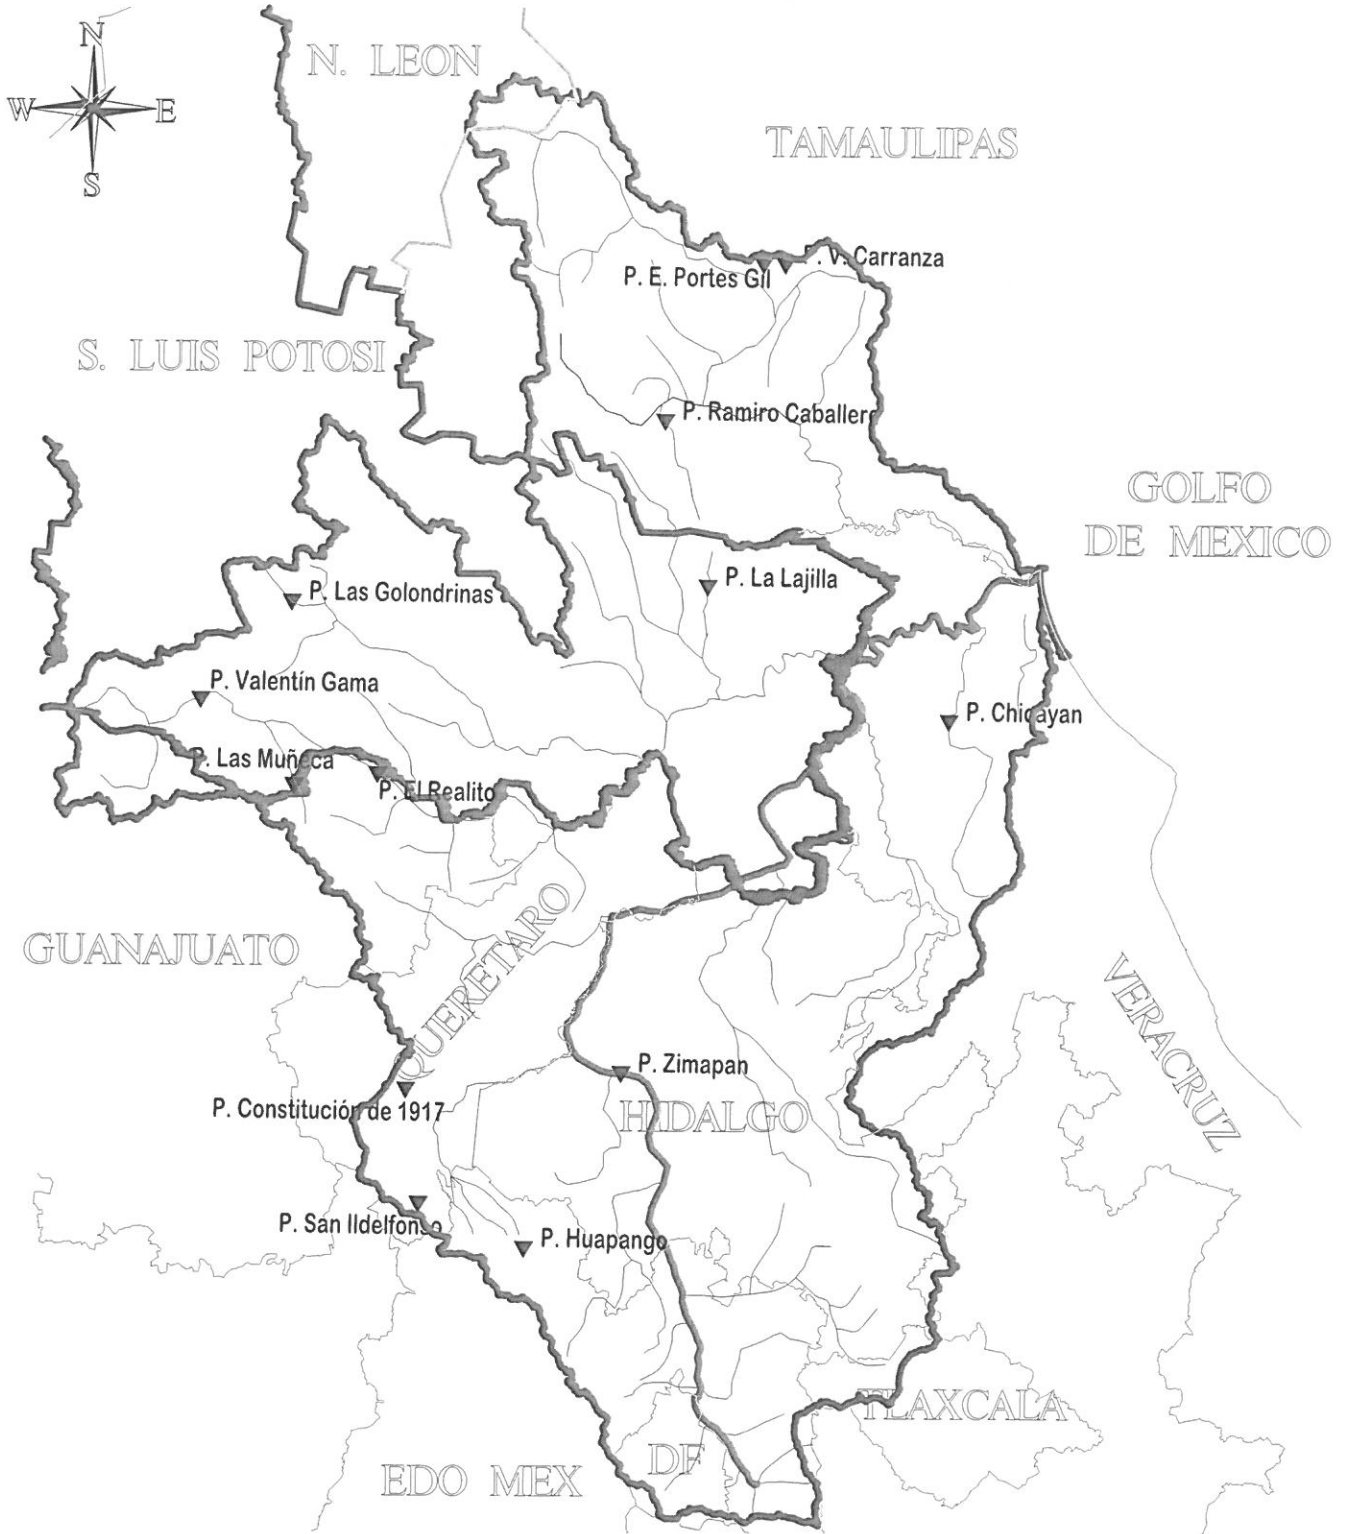 N
N. LEON
W E
TAMAULIPAS
S
P. V. Carranza
P. E. Portes Gil
S. LUIS POTOSI
P. Ramiro Caballero
GOLFO
DE MEXICO
P. La Lajilla
P. Las Golondrinas
P. Valentín Gama
P. Chicayan
P. Las Muñeca
P. El Realito
QUERETARO
GUANAJUATO
VERACRUZ
P. Zimapan
P. Constitución de 1917
HIDALGO
P. San Ildelfonso
P. Huapango
TLAXCALA
DF
EDO MEX